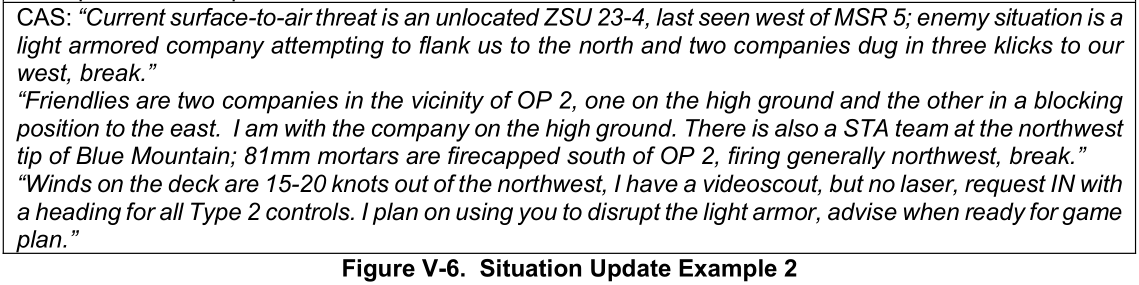 CAS: “Current surface-to-air threat is an unlocated ZSU 23-4, last seen west of MSR 5; enemy situation is a
light armored company attempting to flank us to the north and two companies dug in three klicks to our
west, break.”
“Friendlies are two companies in the vicinity of OP 2, one on the high ground and the other in a blocking
position to the east.  I am with the company on the high ground. There is also a STA team at the northwest
tip of Blue Mountain; 81mm mortars are firecapped south of OP 2, firing generally northwest, break.”
“Winds on the deck are 15-20 knots out of the northwest, I have a videoscout, but no laser, request IN with
a heading for all Type 2 controls. I plan on using you to disrupt the light armor, advise when ready for game
plan.”
Figure V-6.  Situation Update Example 2